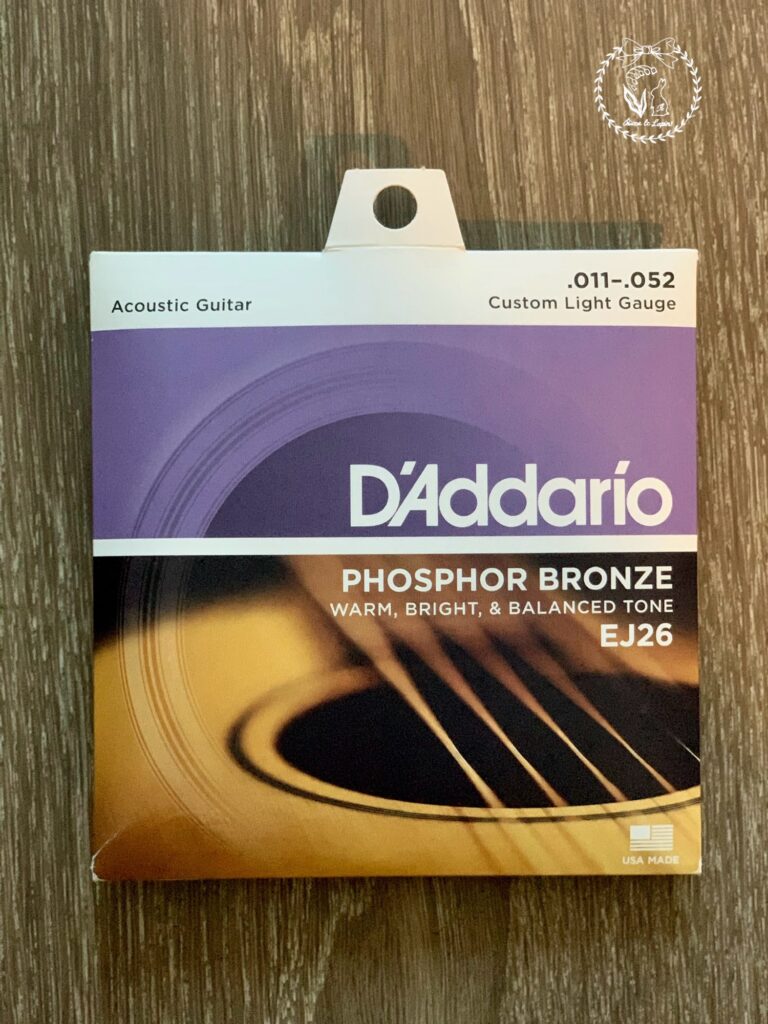 .011–.052
Acoustic Guitar
Custom Light Gauge
D'Addario
PHOSPHOR BRONZE
WARM, BRIGHT, & BALANCED TONE
EJ26
USA MADE